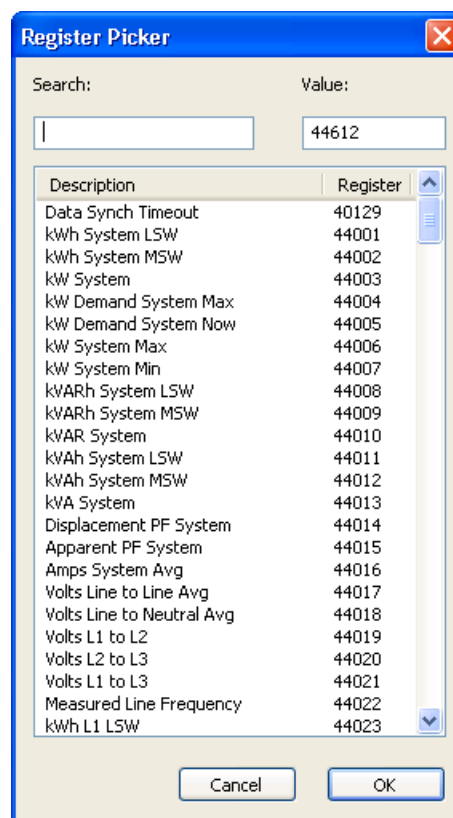 Register Picker
Search: Value:
44612
Description Register
Data Synch Timeout 40129
kWh System LSW 44001
kWh System MSW 44002
kW System 44003
kW Demand System Max 44004
kW Demand System Now 44005
kW System Max 44006
kW System Min 44007
kVARh System LSW 44008
kVARh System MSW 44009
kVAR System 44010
kVAh System LSW 44011
kVAh System MSW 44012
kVA System 44013
Displacement PF System 44014
Apparent PF System 44015
Amps System Avg 44016
Volts Line to Line Avg 44017
Volts Line to Neutral Avg 44018
Volts L1 to L2 44019
Volts L2 to L3 44020
Volts L1 to L3 44021
Measured Line Frequency 44022
kWh L1 LSW 44023
Cancel OK